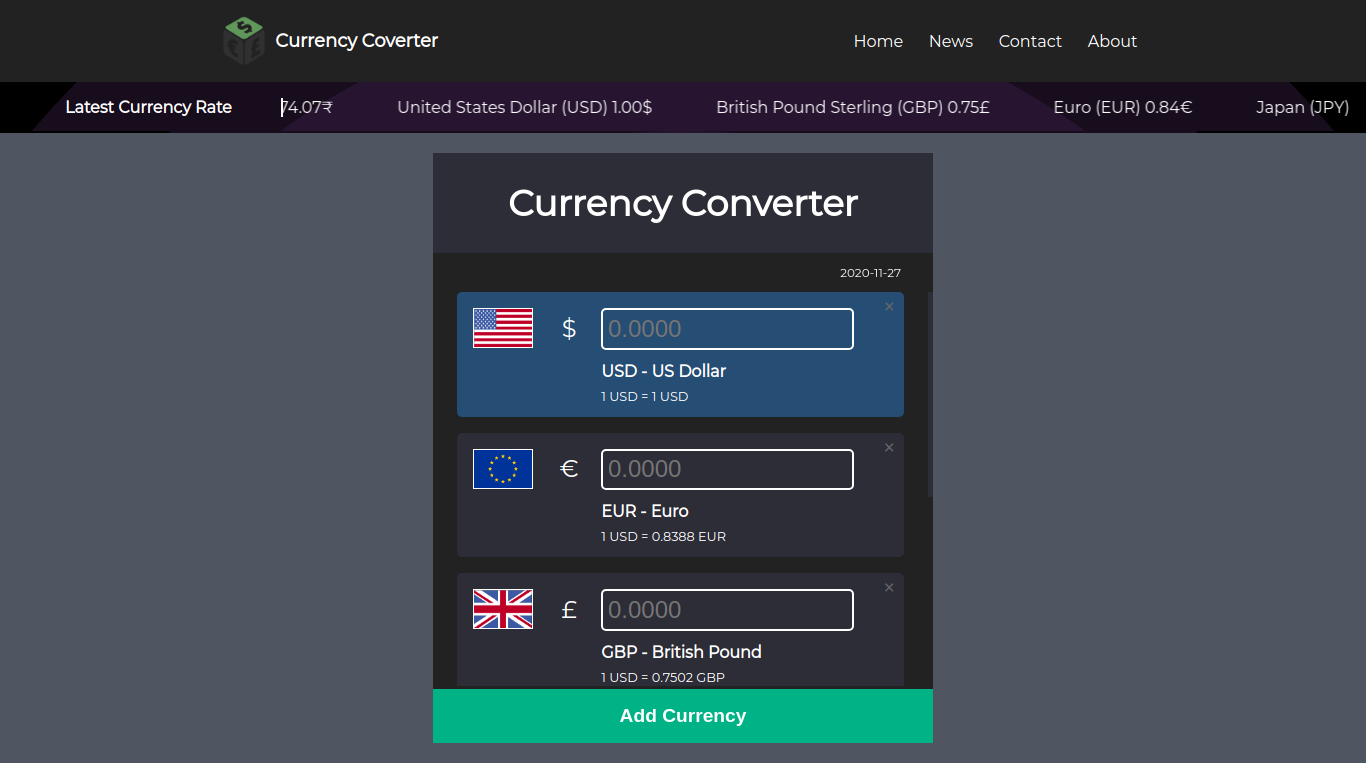 Currency Coverter
Home News Contact About
Latest Currency Rate 74.07₹ United States Dollar (USD) 1.00$ British Pound Sterling (GBP) 0.75£ Euro (EUR) 0.84€ Japan (JPY)
Currency Converter
2020-11-27
×
$ 0.0000
USD - US Dollar
1 USD = 1 USD
×
€ 0.0000
EUR - Euro
1 USD = 0.8388 EUR
×
£ 0.0000
GBP - British Pound
1 USD = 0.7502 GBP
Add Currency